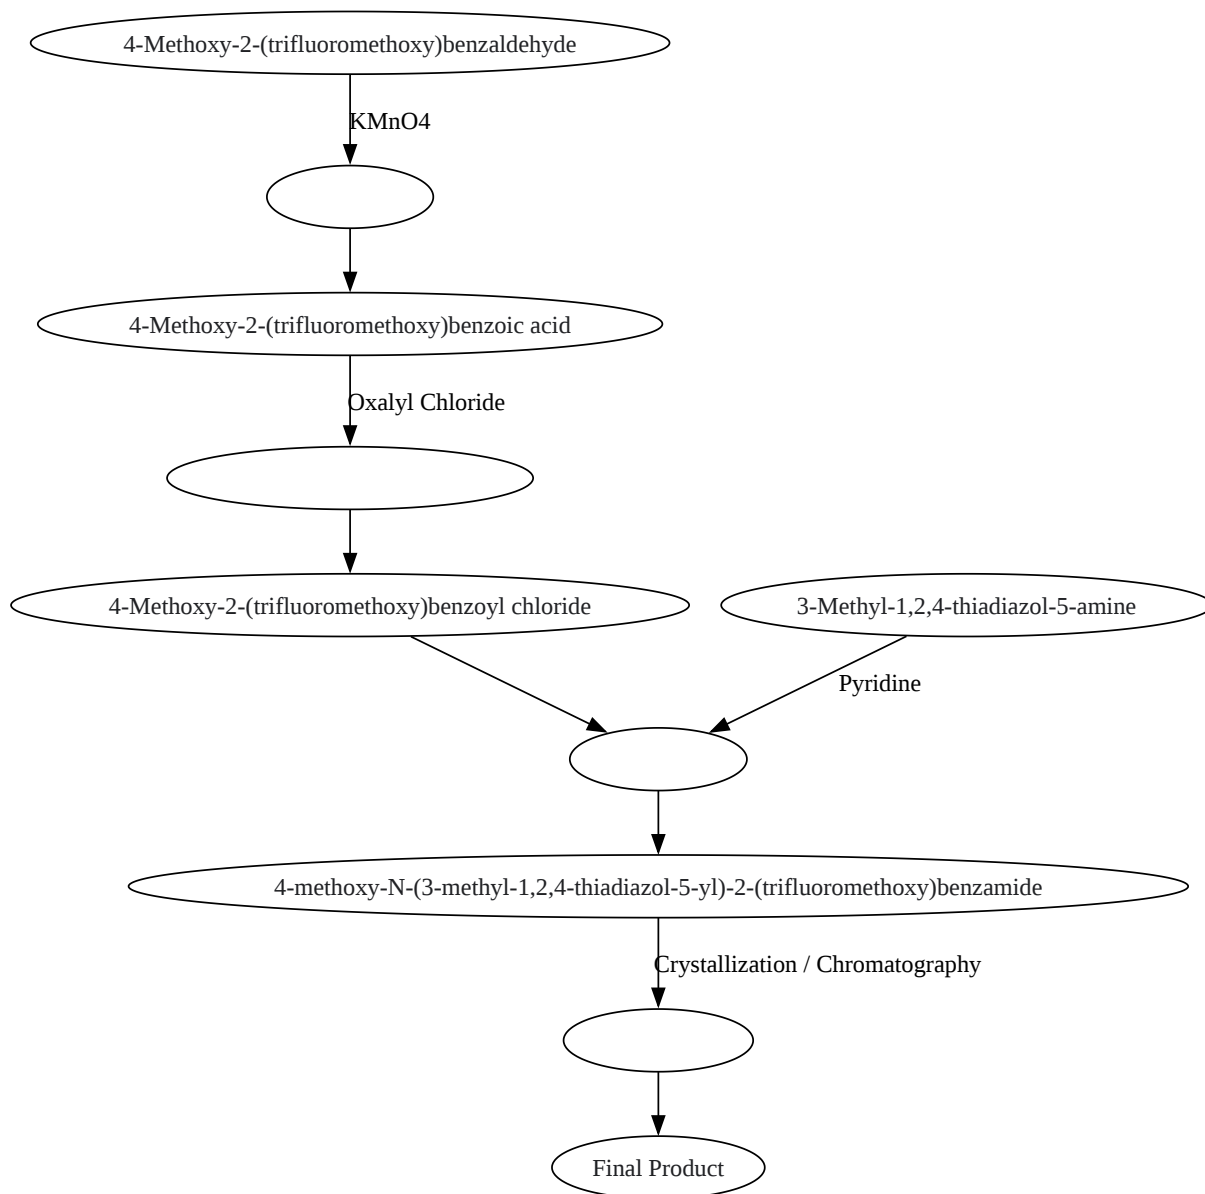 4-Methoxy-2-(trifluoromethoxy)benzaldehyde
KMnO4
4-Methoxy-2-(trifluoromethoxy)benzoic acid
Oxalyl Chloride
4-Methoxy-2-(trifluoromethoxy)benzoyl chloride
3-Methyl-1,2,4-thiadiazol-5-amine
Pyridine
4-methoxy-N-(3-methyl-1,2,4-thiadiazol-5-yl)-2-(trifluoromethoxy)benzamide
Crystallization / Chromatography
Final Product